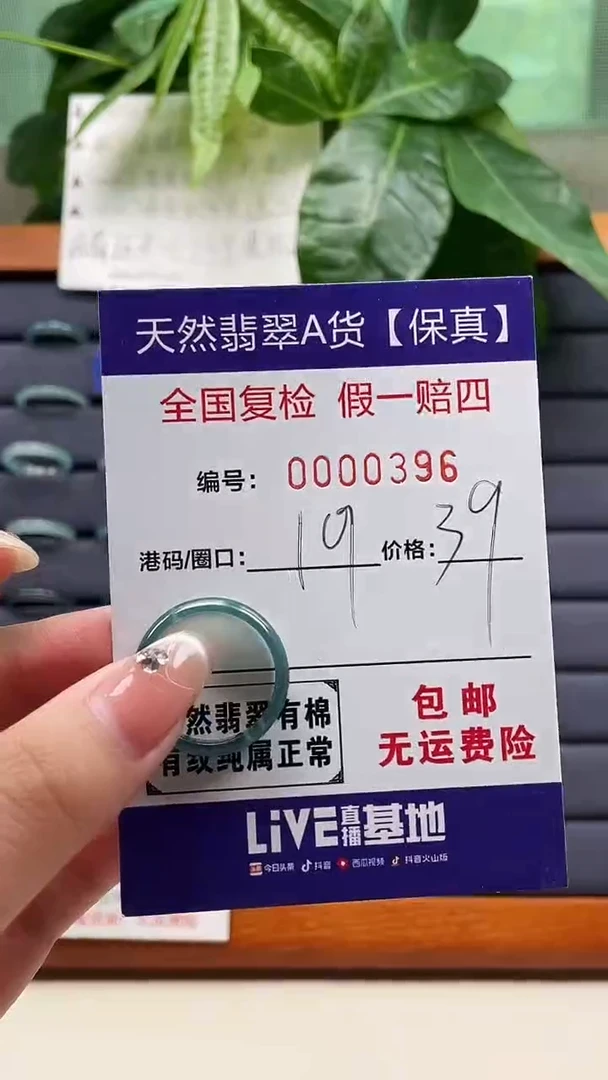 天然翡翠A货【保真】
全国复检 假一赔四
编号: 0000396
港码/圈口: 19 价格: 39
然翡翠有棉
有纹纯属正常
包邮
无运费险
LiVE直播基地
今日头条 抖音 西瓜视频 抖音火山版